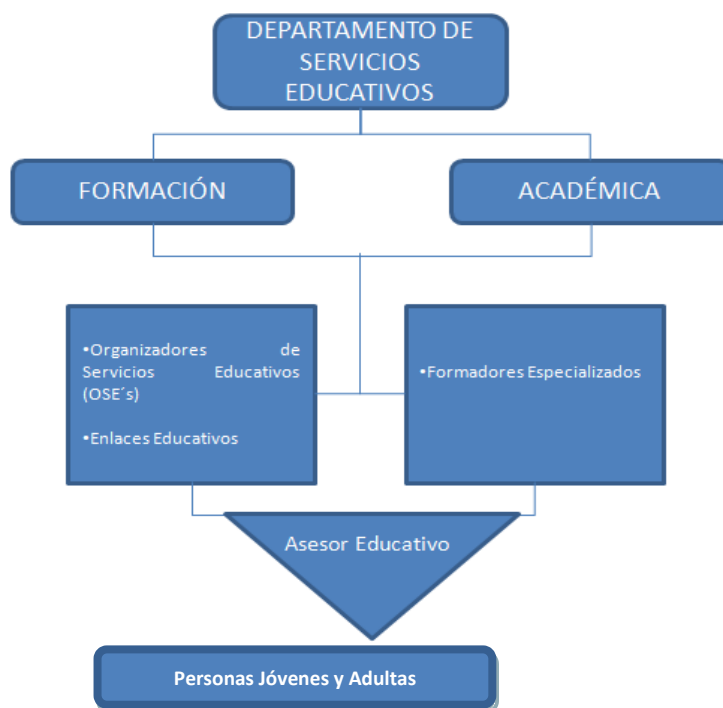 DEPARTAMENTO DE
SERVICIOS
EDUCATIVOS
FORMACIÓN
ACADÉMICA
•Organizadores de
Servicios Educativos
(OSE´s)
•Enlaces Educativos
•Formadores Especializados
Asesor Educativo
Personas Jóvenes y Adultas